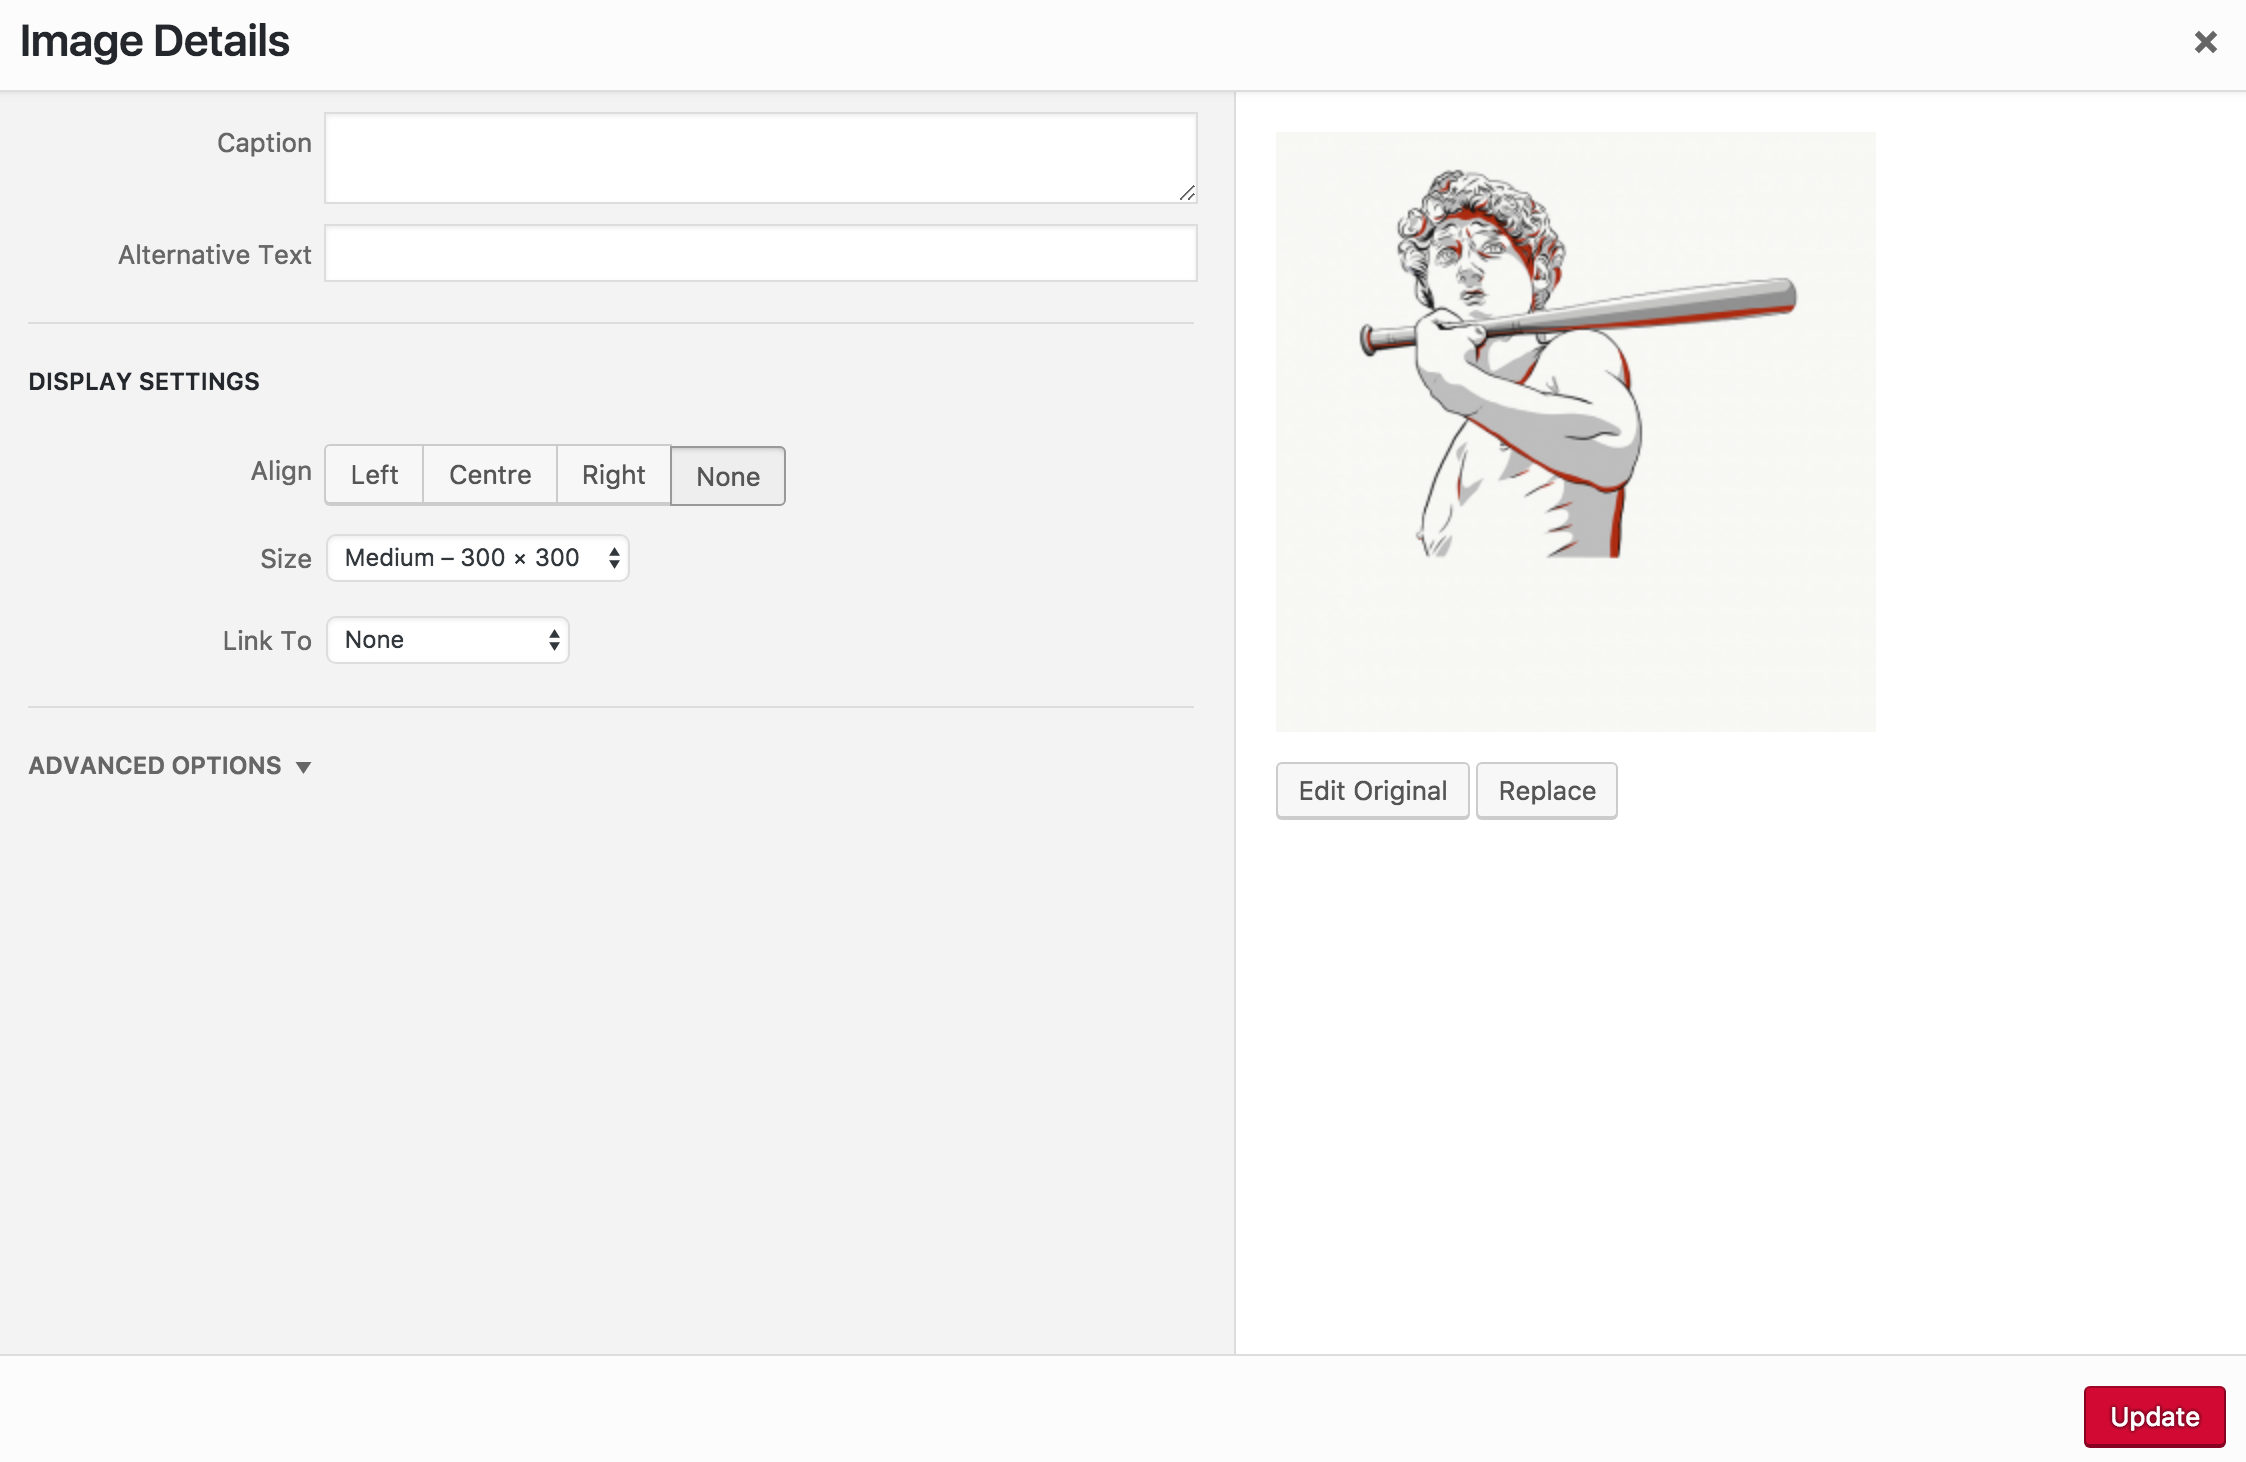 Image Details
Caption
Alternative Text
DISPLAY SETTINGS
Align Left Centre Right None
Size Medium – 300 × 300
Link To None
ADVANCED OPTIONS
Edit Original Replace
Update